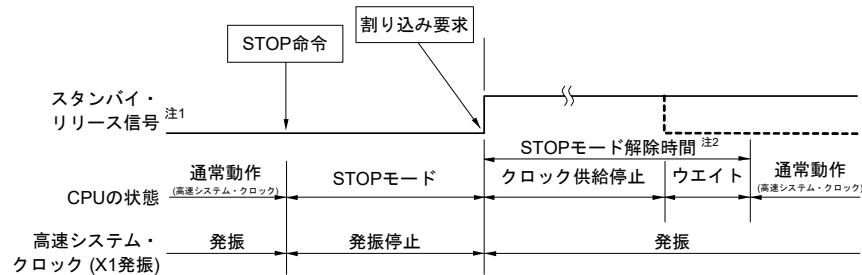 STOP命令
割り込み要求
スタンバイ・
リリース信号 注1
STOPモード解除時間 注2
CPUの状態
通常動作
(高速システム・クロック)
STOPモード
クロック供給停止
ウエイト
通常動作
(高速システム・クロック)
高速システム・
クロック (X1発振)
発振
発振停止
発振